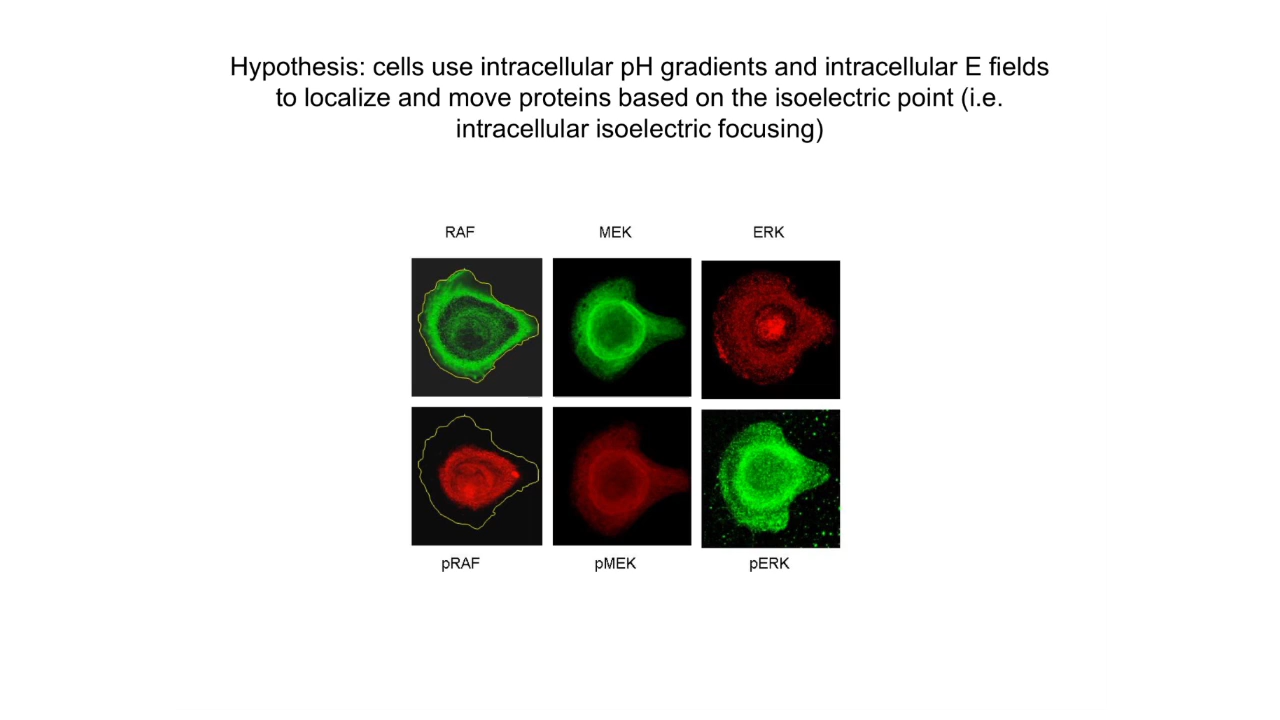 Hypothesis: cells use intracellular pH gradients and intracellular E fields
to localize and move proteins based on the isoelectric point (i.e.
intracellular isoelectric focusing)
RAF MEK ERK
pRAF pMEK pERK